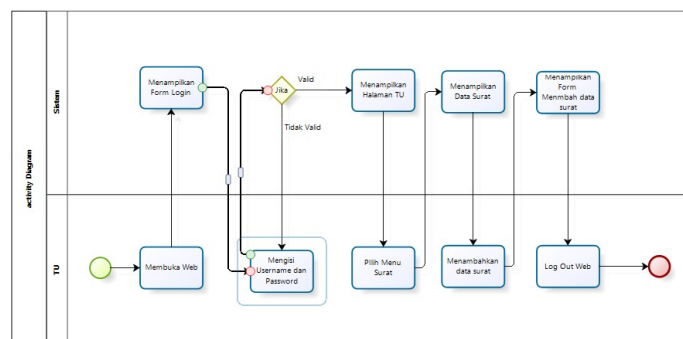 activity Diagram
Sistem
Menampilkan
Form Login
Jika
Valid
Tidak Valid
Menampilkan
Halaman TU
Menampilkan
Data Surat
Menampilkan
Form
Menmbah data
surat
TU
Membuka Web
Mengisi
Username dan
Password
Pilih Menu
Surat
Menambahkan
data surat
Log Out Web